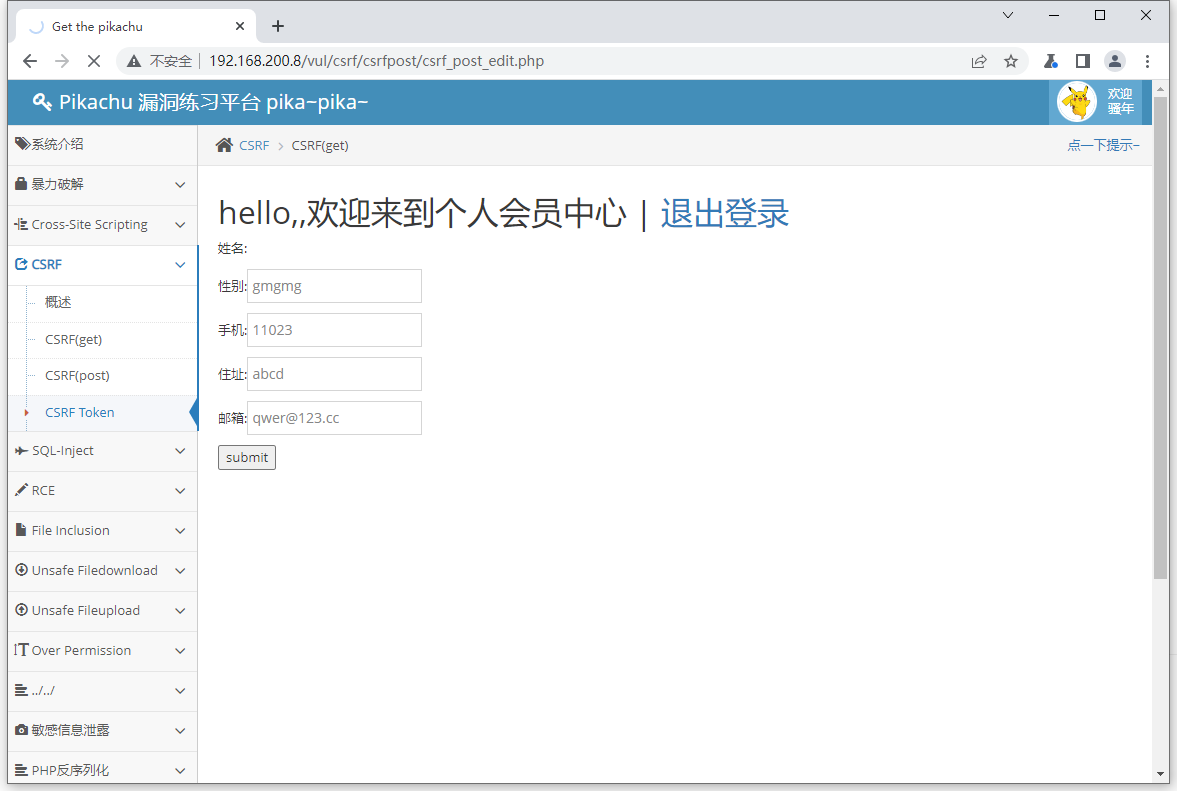 Get the pikachu
不安全 192.168.200.8/vul/csrf/csrfpost/csrf_post_edit.php
Pikachu 漏洞练习平台 pika~pika~
欢迎
骚年
系统介绍
暴力破解
Cross-Site Scripting
CSRF
概述
CSRF(get)
CSRF(post)
CSRF Token
SQL-Inject
RCE
File Inclusion
Unsafe Filedownload
Unsafe Fileupload
Over Permission
../../
敏感信息泄露
PHP反序列化
CSRF CSRF(get)
点一下提示~
hello,,欢迎来到个人会员中心 | 退出登录
姓名:
性别: gmgmg
手机: 11023
住址: abcd
邮箱: qwer@123.cc
submit